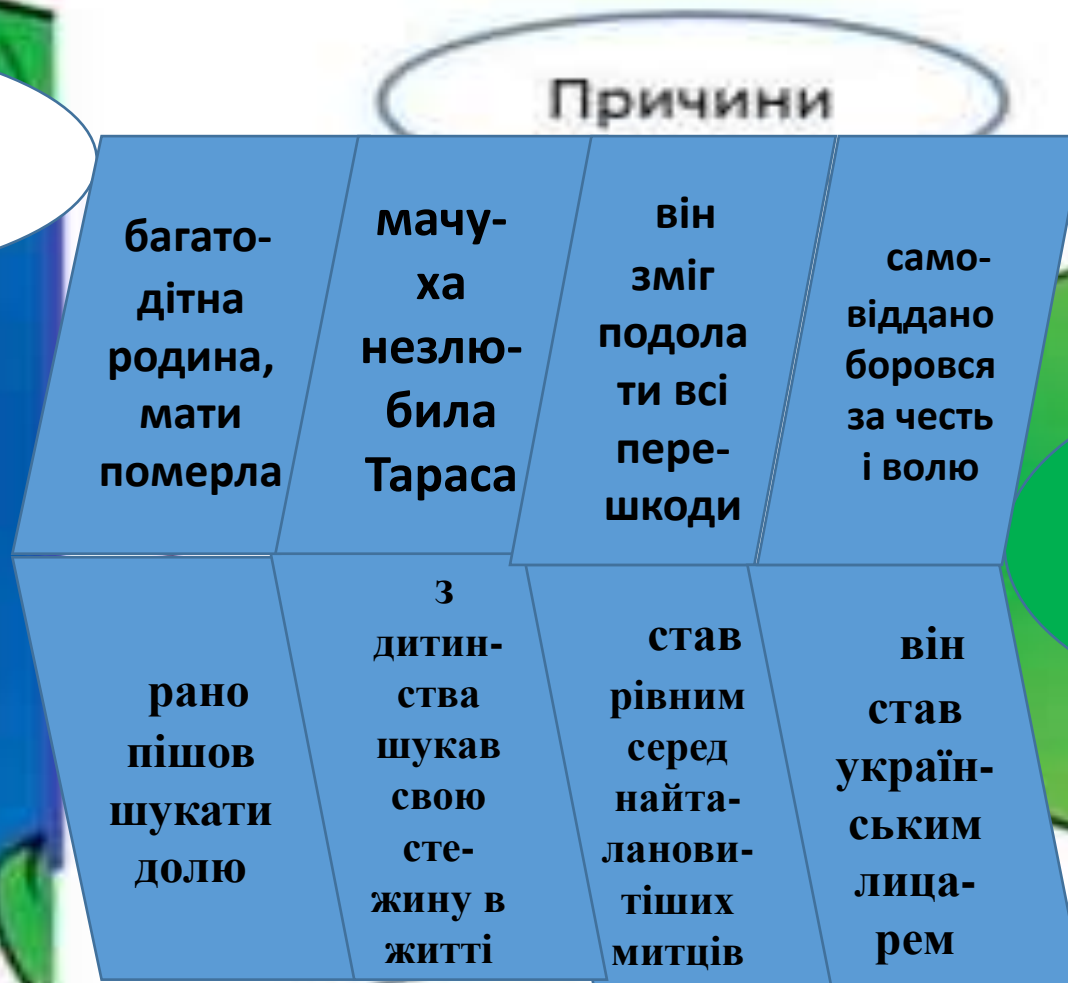 Причини
багато-
дітна
родина,
мати
померла
мачу-
ха
незлю-
била
Тараса
він
зміг
подола
ти всі
пере-
шкоди
само-
віддано
боровся
за честь
і волю
рано
пішов
шукати
долю
з
дитин-
ства
шукав
свою
сте-
жину в
житті
став
рівним
серед
найта-
ланови-
тіших
митців
він
став
україн-
ським
лица-
рем